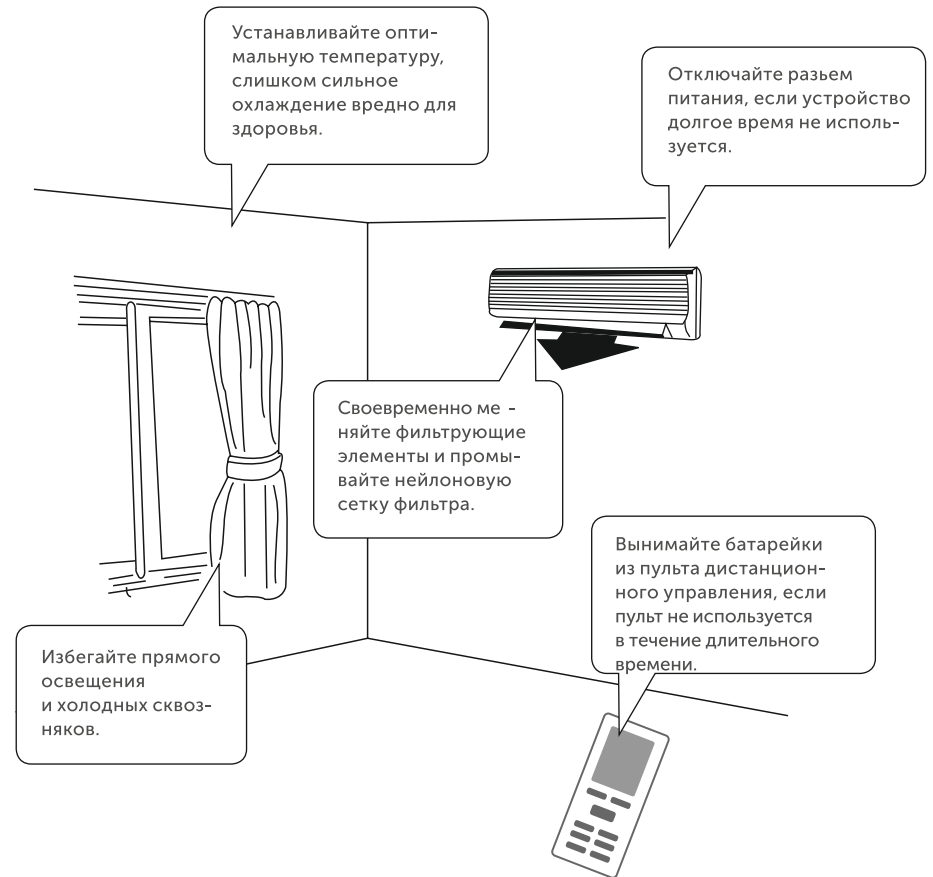 Устанавливайте опти-
мальную температуру,
слишком сильное
охлаждение вредно для
здоровья.
Отключайте разьем
питания, если устройство
долгое время не исполь-
зуется.
Своевременно ме -
няйте фильтрующие
элементы и промы-
вайте нейлоновую
сетку фильтра.
Вынимайте батарейки
из пульта дистанцион-
ного управления, если
пульт не используется
в течение длительного
времени.
Избегайте прямого
освещения
и холодных сквоз-
няков.